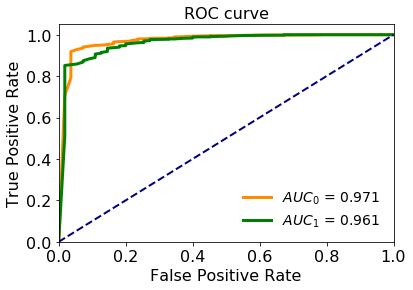 ROC curve
True Positive Rate
1.0
0.8
0.6
0.4
0.2
0.0
AUC₀ = 0.971
AUC₁ = 0.961
0.0 0.2 0.4 0.6 0.8 1.0
False Positive Rate